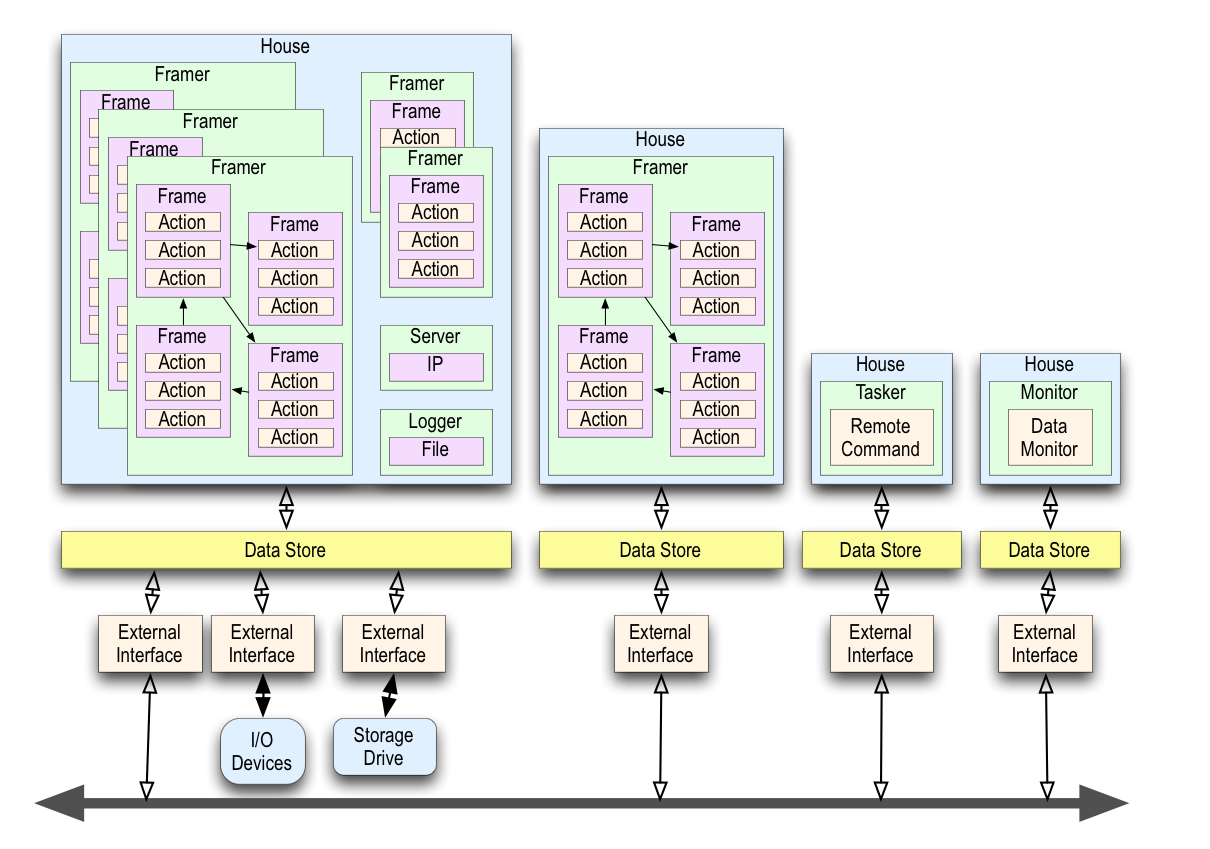 House
Framer
Frame
Framer
Frame
Framer
Frame
Action
Action
Action
Frame
Action
Action
Action
Frame
Action
Action
Action
Frame
Action
Action
Action
Framer
Frame
Action
Framer
Frame
Action
Action
Action
Server
IP
Logger
File
House
Framer
Frame
Action
Action
Action
Frame
Action
Action
Action
Frame
Action
Action
Action
Frame
Action
Action
Action
House
Tasker
Remote
Command
House
Monitor
Data
Monitor
Data Store
Data Store
Data Store
Data Store
External
Interface
External
Interface
External
Interface
External
Interface
External
Interface
External
Interface
I/O
Devices
Storage
Drive